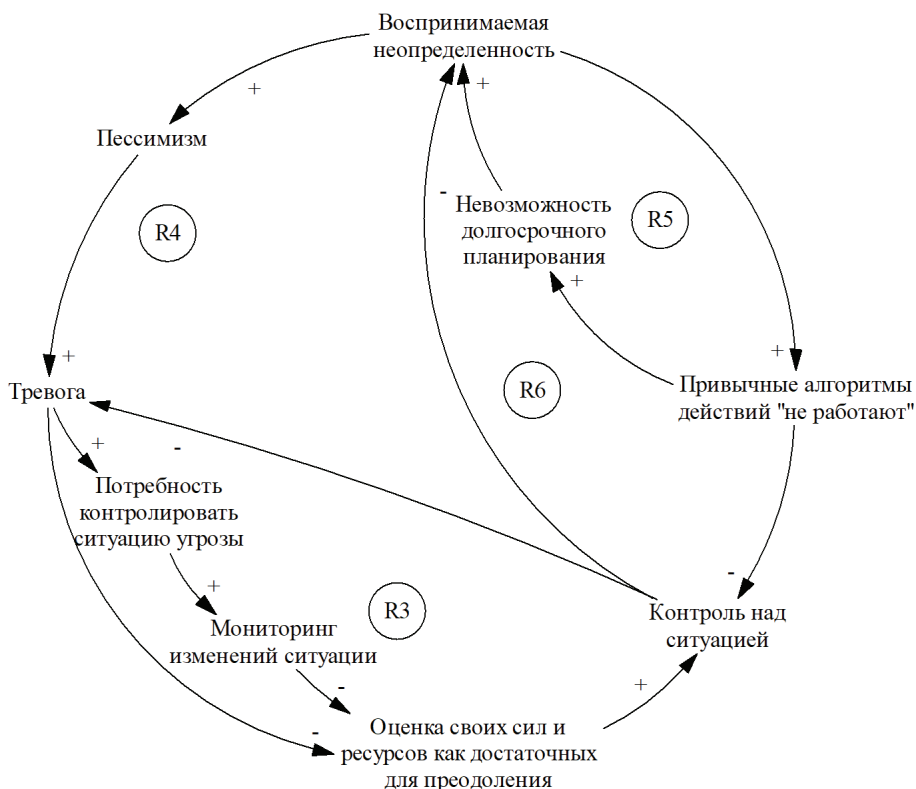 Воспринимаемая
неопределенность
+
+
Пессимизм
-
Невозможность
долгосрочного
планирования
R5
R4
+
+
+
Тревога
R6
Привычные алгоритмы
действий "не работают"
+
-
Потребность
контролировать
ситуацию угрозы
-
+
R3
Контроль над
ситуацией
Мониторинг
изменений ситуации
-
+
-
Оценка своих сил и
ресурсов как достаточных
для преодоления